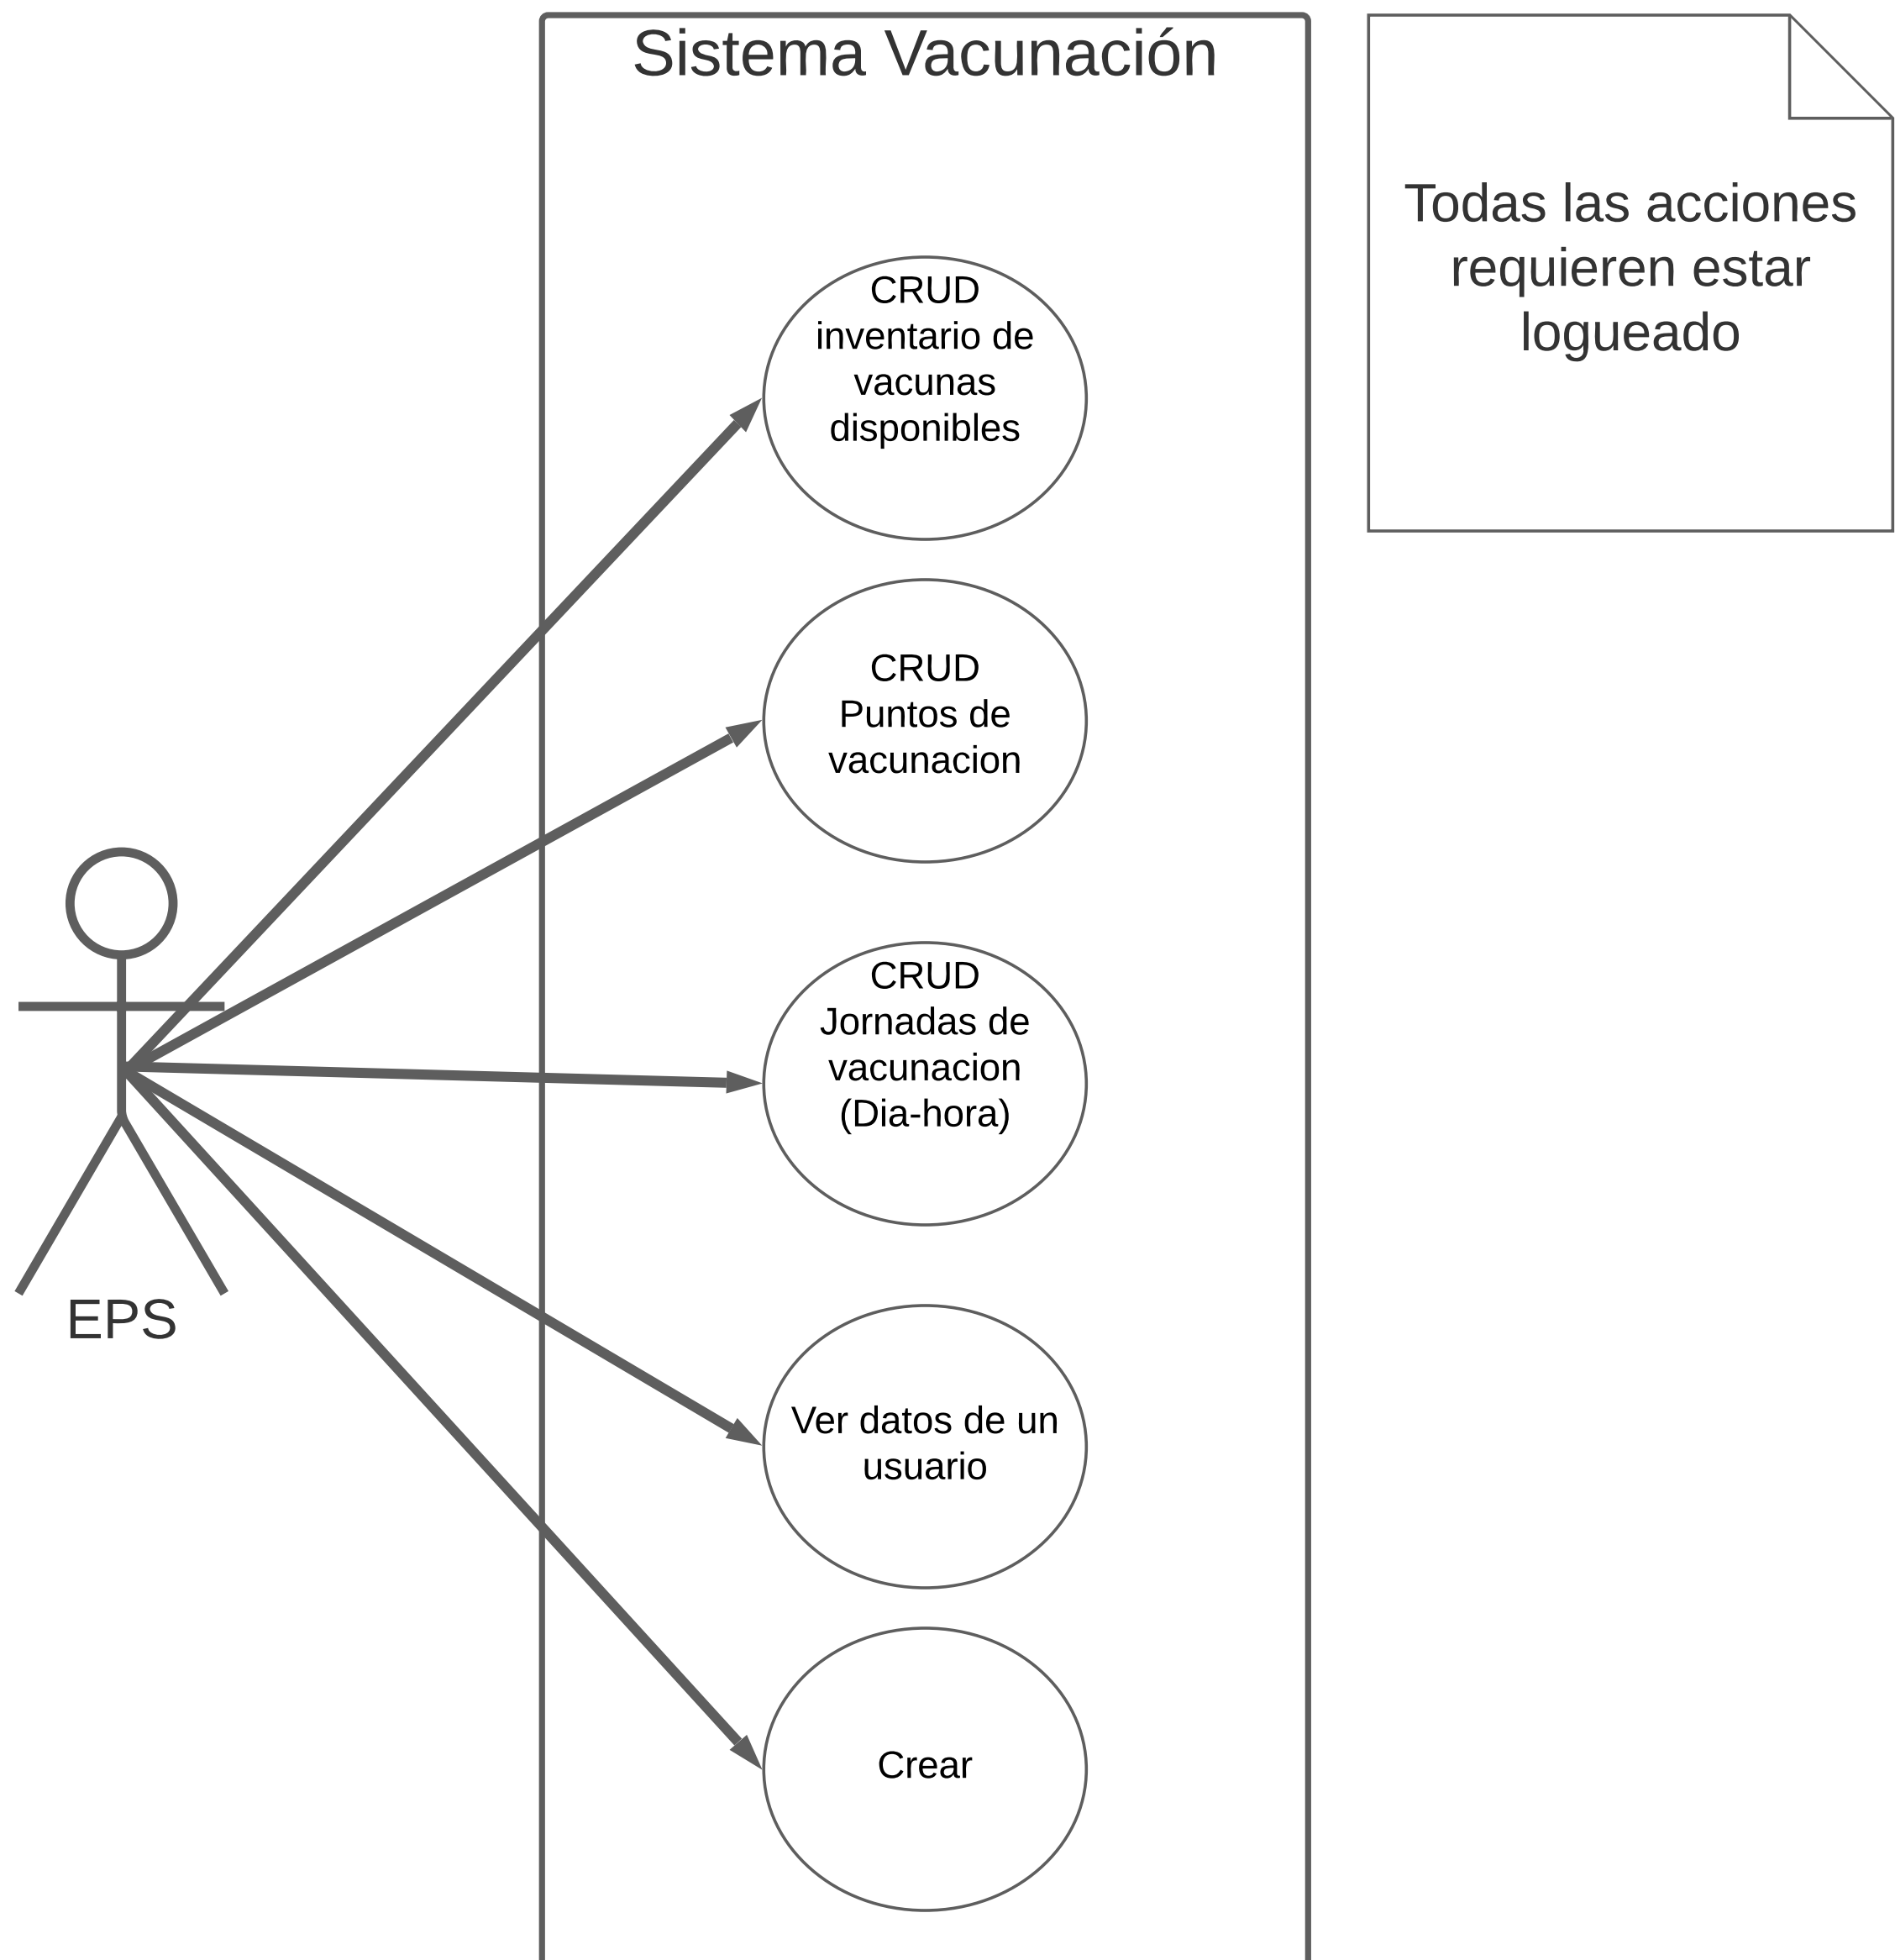 Sistema Vacunación
Todas las acciones
requieren estar
logueado
CRUD
inventario de
vacunas
disponibles
CRUD
Puntos de
vacunacion
CRUD
Jornadas de
vacunacion
(Dia-hora)
EPS
Ver datos de un
usuario
Crear